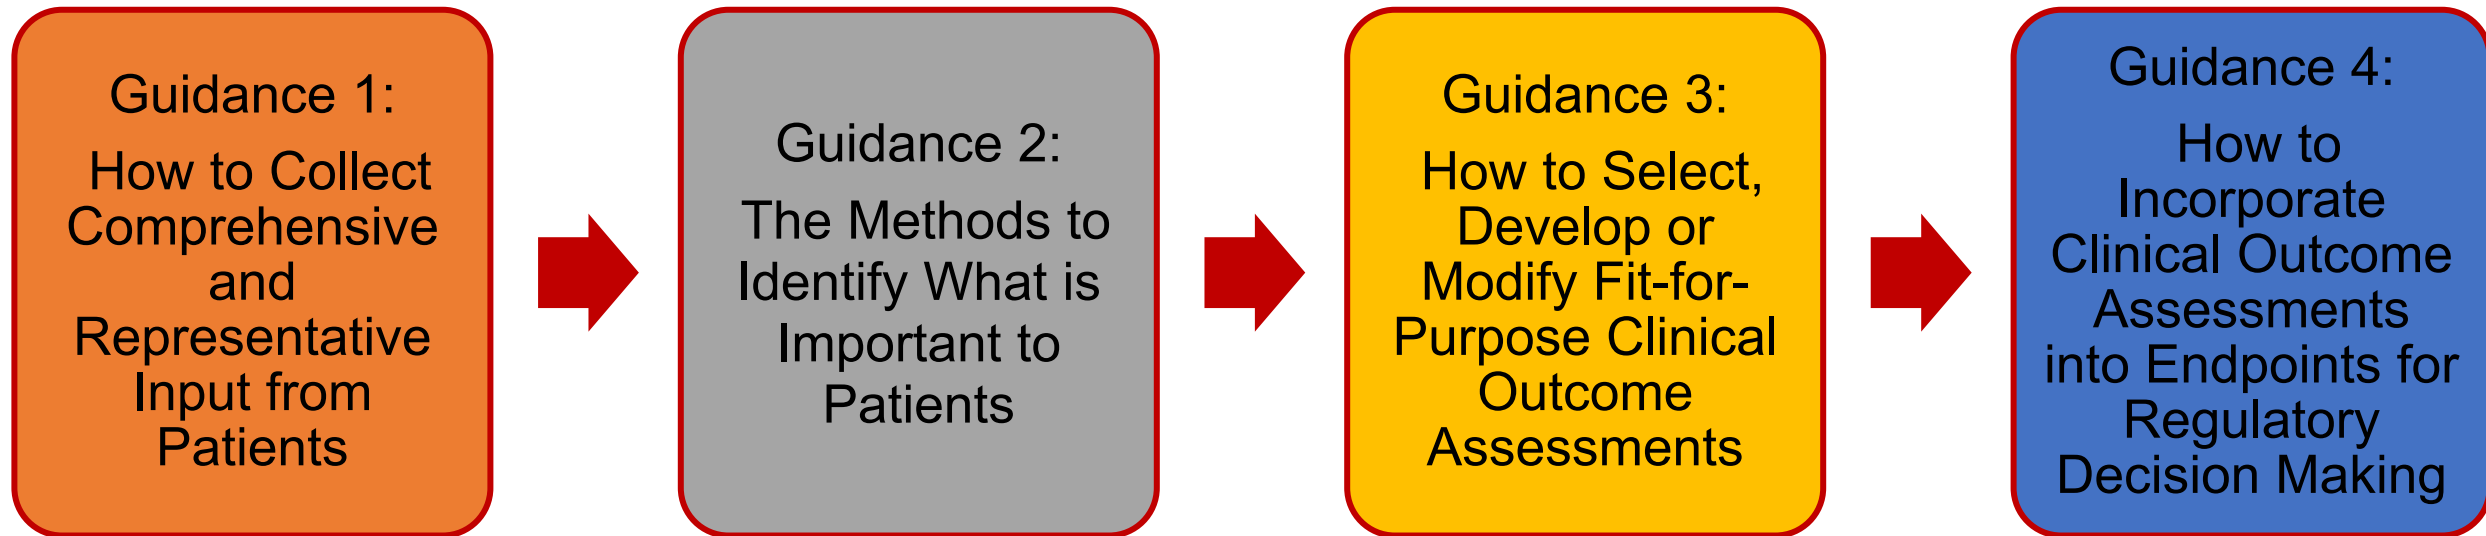 Guidance 1:
How to Collect
Comprehensive
and
Representative
Input from
Patients
Guidance 2:
The Methods to
Identify What is
Important to
Patients
Guidance 3:
How to Select,
Develop or
Modify Fit-for-
Purpose Clinical
Outcome
Assessments
Guidance 4:
How to
Incorporate
Clinical Outcome
Assessments
into Endpoints for
Regulatory
Decision Making